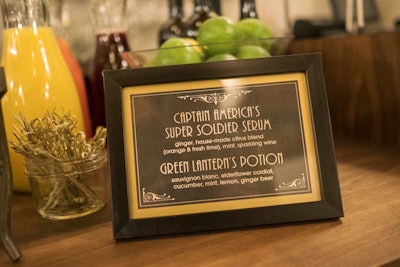 CAPTAIN AMERICA'S
SUPER SOLDIER SERUM
ginger, house-made citrus blend
(orange & fresh lime), mint, sparkling wine
GREEN LANTERN'S POTION
sauvignon blanc, elderflower cordial,
cucumber, mint, lemon, ginger beer